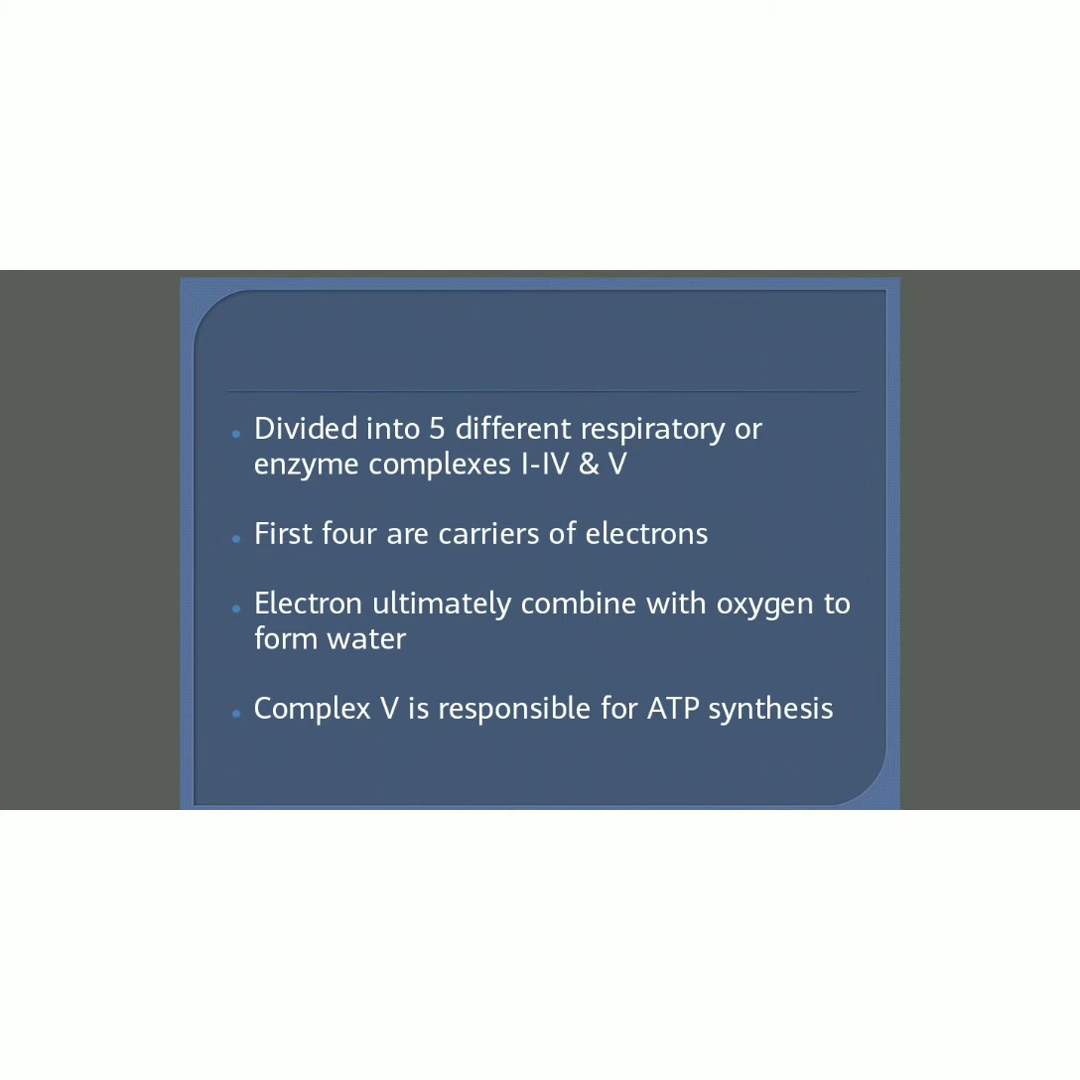 Divided into 5 different respiratory or
enzyme complexes I-IV & V
First four are carriers of electrons
Electron ultimately combine with oxygen to
form water
Complex V is responsible for ATP synthesis